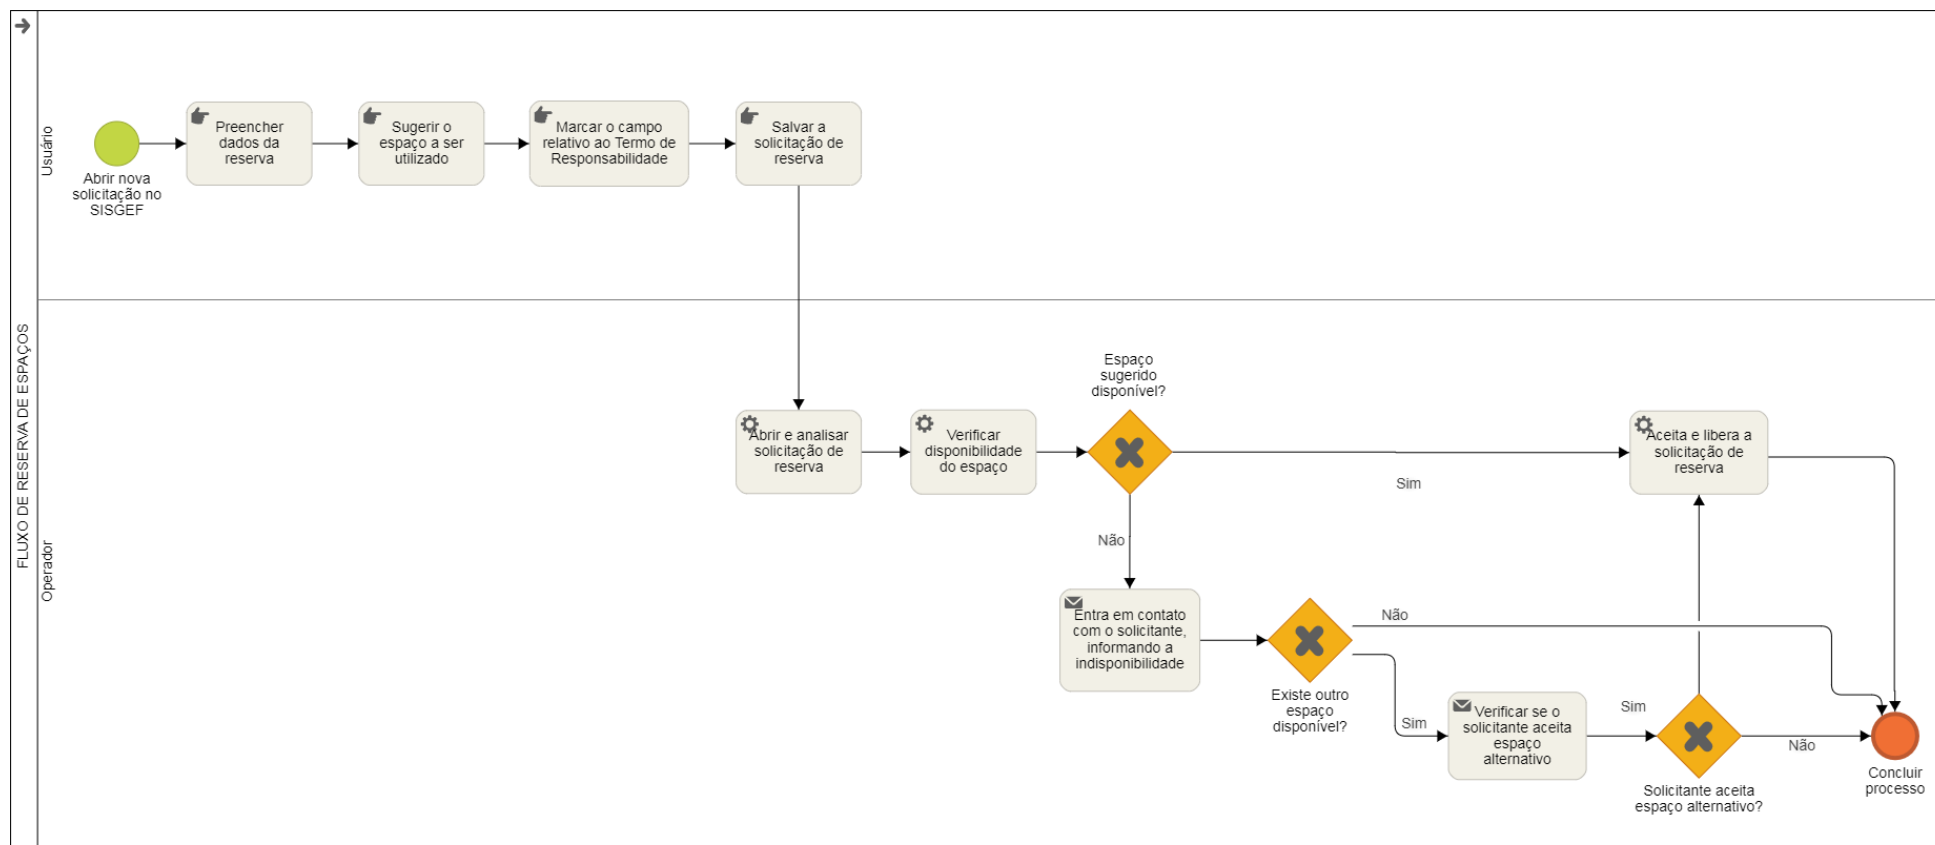 FLUXO DE RESERVA DE ESPAÇOS
Usuário
Abrir nova
solicitação no
SISGEF
Preencher
dados da
reserva
Sugerir o
espaço a ser
utilizado
Marcar o campo
relativo ao Termo de
Responsabilidade
Salvar a
solicitação de
reserva
Operador
Abrir e analisar
solicitação de
reserva
Verificar
disponibilidade
do espaço
Espaço
sugerido
disponível?
Sim
Aceita e libera a
solicitação de
reserva
Não
Entra em contato
com o solicitante,
informando a
indisponibilidade
Existe outro
espaço
disponível?
Não
Sim
Verificar se o
solicitante aceita
espaço
alternativo
Sim
Solicitante aceita
espaço alternativo?
Não
Concluir
processo